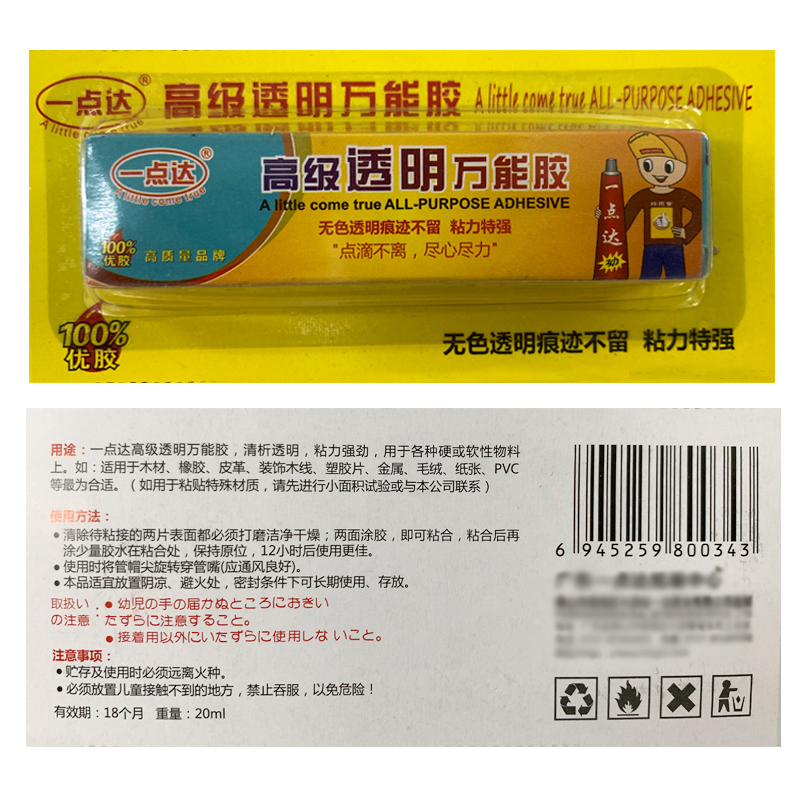 一点达®
A little come true
高级透明万能胶 A little come true ALL-PURPOSE ADHESIVE
一点达®
A little come true
高级透明万能胶
A little come true ALL-PURPOSE ADHESIVE
无色透明痕迹不留 粘力特强
"点滴不离，尽心尽力"
100%
优胶
高质量品牌
一点达
100%
优胶
无色透明痕迹不留 粘力特强
用途：一点达高级透明万能胶，清析透明，粘力强劲，用于各种硬或软性物料
上。如：适用于木材、橡胶、皮革、装饰木线、塑胶片、金属、毛绒、纸张、PVC
等最为合适。（如用于粘贴特殊材质，请先进行小面积试验或与本公司联系）
使用方法：
●清除待粘接的两片表面都必须打磨洁净干燥；两面涂胶，即可粘合，粘合后再
涂少量胶水在粘合处，保持原位，12小时后使用更佳。
●使用时将管帽尖旋转穿管嘴(应通风良好)。
●本品适宜放置阴凉、避火处，密封条件下可长期使用、存放。
取扱い ●幼児の手の届かぬところにおきい
の注意 たずらに注意すること。
●接着用以外にいたずらに使用しな いこと。
注意事项：
●贮存及使用时必须远离火种。
●必须放置儿童接触不到的地方，禁止吞服，以免危险！
有效期：18个月 重量：20ml
6 945259 800343